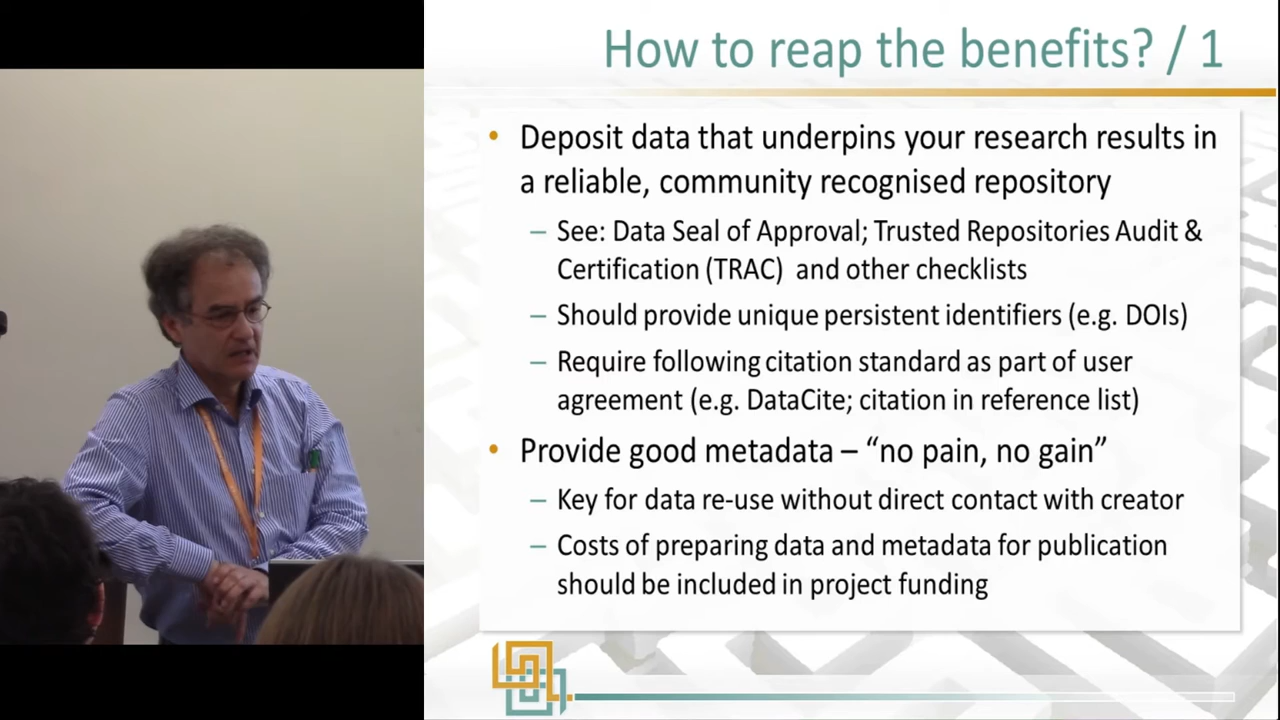 How to reap the benefits? / 1
• Deposit data that underpins your research results in
a reliable, community recognised repository
– See: Data Seal of Approval; Trusted Repositories Audit &
Certification (TRAC) and other checklists
– Should provide unique persistent identifiers (e.g. DOIs)
– Require following citation standard as part of user
agreement (e.g. DataCite; citation in reference list)
• Provide good metadata – “no pain, no gain”
– Key for data re-use without direct contact with creator
– Costs of preparing data and metadata for publication
should be included in project funding